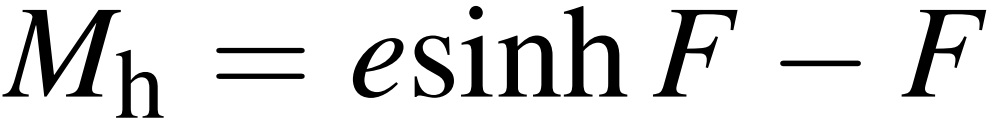 M_h = e sinh F − F